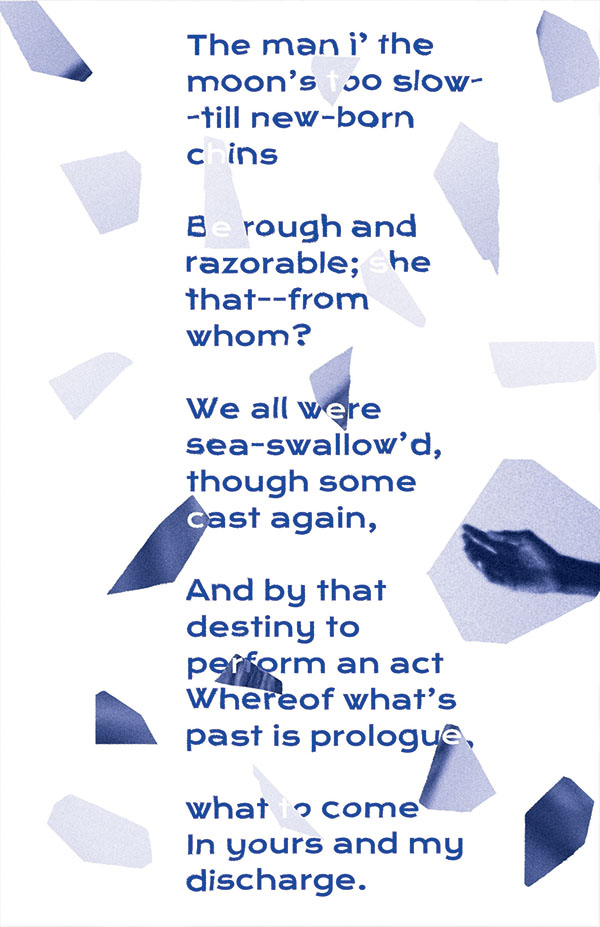 The man i' the
moon's too slow-
-till new-born
chins
Be rough and
razorable; she
that--from
whom?
We all were
sea-swallow'd,
though some
cast again,
And by that
destiny to
perform an act
Whereof what's
past is prologue,
what to come
In yours and my
discharge.